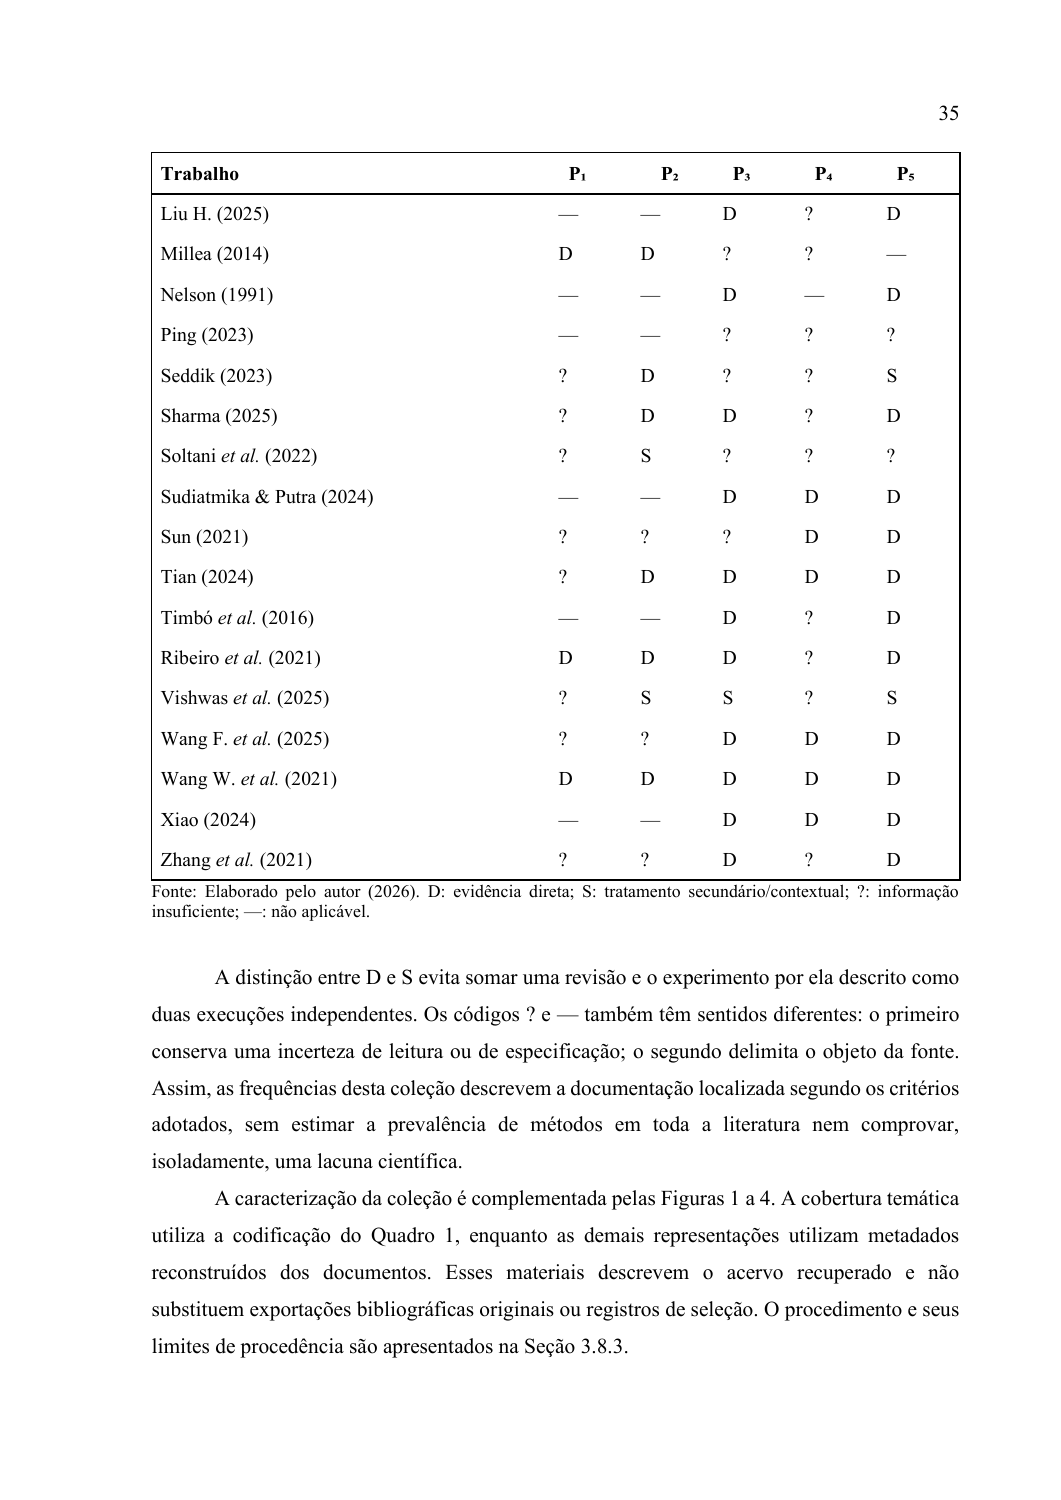 35
Trabalho P₁ P₂ P₃ P₄ P₅
Liu H. (2025) — — D ? D
Millea (2014) D D ? ? —
Nelson (1991) — — D — D
Ping (2023) — — ? ? ?
Seddik (2023) ? D ? ? S
Sharma (2025) ? D D ? D
Soltani et al. (2022) ? S ? ? ?
Sudiatmika & Putra (2024) — — D D D
Sun (2021) ? ? ? D D
Tian (2024) ? D D D D
Timbó et al. (2016) — — D ? D
Ribeiro et al. (2021) D D D ? D
Vishwas et al. (2025) ? S S ? S
Wang F. et al. (2025) ? ? D D D
Wang W. et al. (2021) D D D D D
Xiao (2024) — — D D D
Zhang et al. (2021) ? ? D ? D
Fonte: Elaborado pelo autor (2026). D: evidência direta; S: tratamento secundário/contextual; ?: informação
insuficiente; —: não aplicável.
A distinção entre D e S evita somar uma revisão e o experimento por ela descrito como
duas execuções independentes. Os códigos ? e — também têm sentidos diferentes: o primeiro
conserva uma incerteza de leitura ou de especificação; o segundo delimita o objeto da fonte.
Assim, as frequências desta coleção descrevem a documentação localizada segundo os critérios
adotados, sem estimar a prevalência de métodos em toda a literatura nem comprovar,
isoladamente, uma lacuna científica.
A caracterização da coleção é complementada pelas Figuras 1 a 4. A cobertura temática
utiliza a codificação do Quadro 1, enquanto as demais representações utilizam metadados
reconstruídos dos documentos. Esses materiais descrevem o acervo recuperado e não
substituem exportações bibliográficas originais ou registros de seleção. O procedimento e seus
limites de procedência são apresentados na Seção 3.8.3.